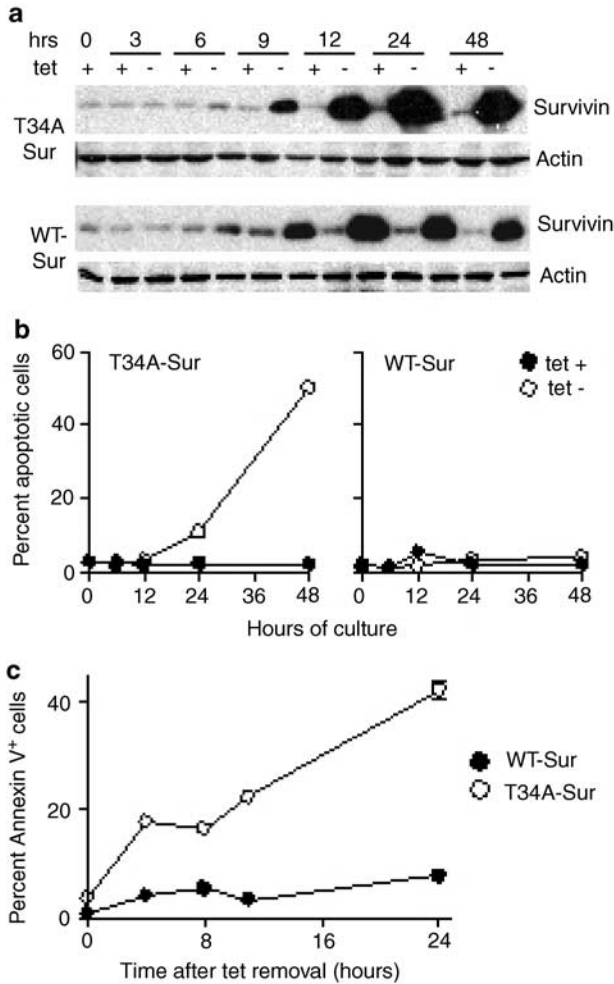 a
hrs 0 3 6 9 12 24 48
tet + + - + - + - + - + - + -
T34A Sur
Survivin
Actin
WT-Sur
Survivin
Actin
b
Percent apoptotic cells
60
40
20
0
T34A-Sur
WT-Sur
tet +
tet -
0 12 24 36 48 0 12 24 36 48
Hours of culture
c
Percent Annexin V+ cells
40
20
0
WT-Sur
T34A-Sur
0 8 16 24
Time after tet removal (hours)